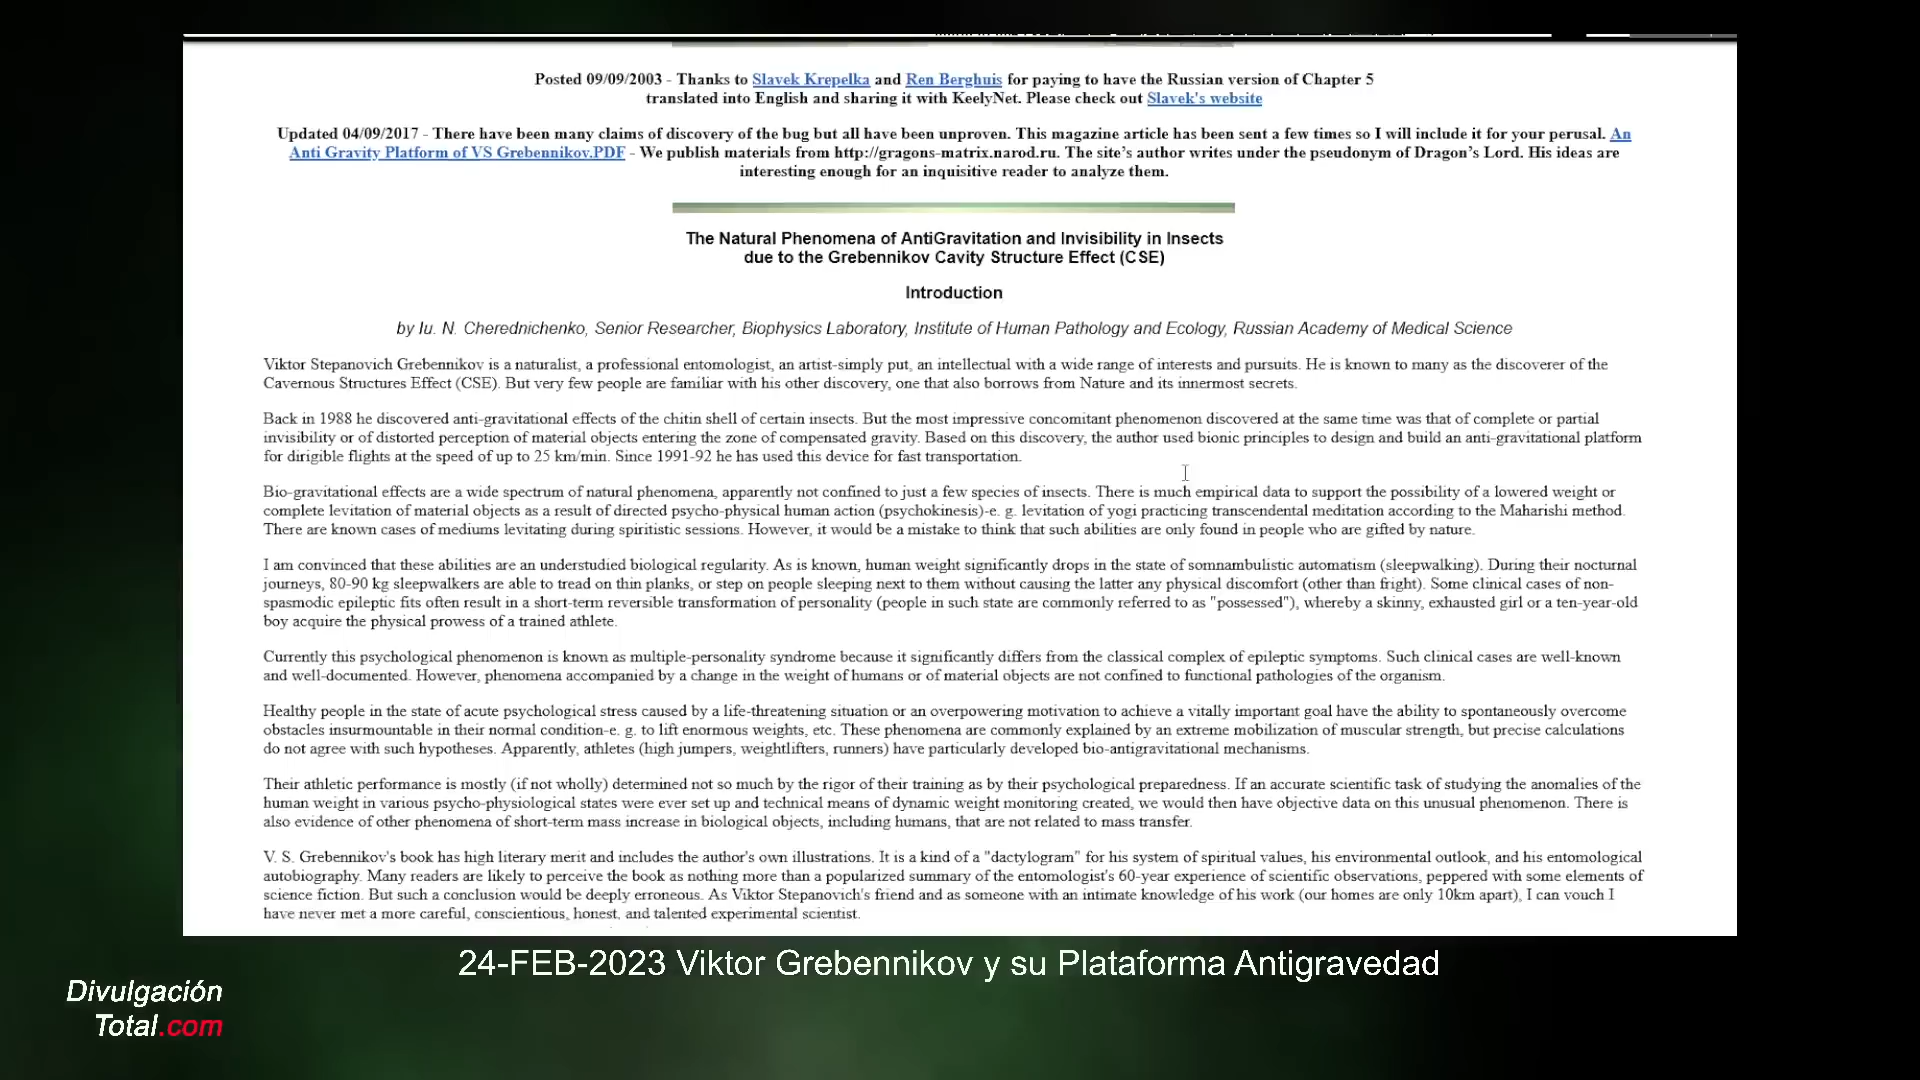 Posted 09/09/2003 - Thanks to Slavek Krepelka and Ren Berghuis for paying to have the Russian version of Chapter 5
translated into English and sharing it with KeelyNet. Please check out Slavek's website
Updated 04/09/2017 - There have been many claims of discovery of the bug but all have been unproven. This magazine article has been sent a few times so I will include it for your perusal. An
Anti Gravity Platform of VS Grebennikov.PDF - We publish materials from http://gragons-matrix.narod.ru. The site's author writes under the pseudonym of Dragon's Lord. His ideas are
interesting enough for an inquisitive reader to analyze them.
The Natural Phenomena of AntiGravitation and Invisibility in Insects
due to the Grebennikov Cavity Structure Effect (CSE)
Introduction
by Iu. N. Cherednichenko, Senior Researcher, Biophysics Laboratory, Institute of Human Pathology and Ecology, Russian Academy of Medical Science
Viktor Stepanovich Grebennikov is a naturalist, a professional entomologist, an artist-simply put, an intellectual with a wide range of interests and pursuits. He is known to many as the discoverer of the
Cavernous Structures Effect (CSE). But very few people are familiar with his other discovery, one that also borrows from Nature and its innermost secrets.
Back in 1988 he discovered anti-gravitational effects of the chitin shell of certain insects. But the most impressive concomitant phenomenon discovered at the same time was that of complete or partial
invisibility or of distorted perception of material objects entering the zone of compensated gravity. Based on this discovery, the author used bionic principles to design and build an anti-gravitational platform
for dirigible flights at the speed of up to 25 km/min. Since 1991-92 he has used this device for fast transportation.
Bio-gravitational effects are a wide spectrum of natural phenomena, apparently not confined to just a few species of insects. There is much empirical data to support the possibility of a lowered weight or
complete levitation of material objects as a result of directed psycho-physical human action (psychokinesis)-e. g. levitation of yogi practicing transcendental meditation according to the Maharishi method.
There are known cases of mediums levitating during spiritistic sessions. However, it would be a mistake to think that such abilities are only found in people who are gifted by nature.
I am convinced that these abilities are an understudied biological regularity. As is known, human weight significantly drops in the state of somnambulistic automatism (sleepwalking). During their nocturnal
journeys, 80-90 kg sleepwalkers are able to tread on thin planks, or step on people sleeping next to them without causing the latter any physical discomfort (other than fright). Some clinical cases of non-
spasmodic epileptic fits often result in a short-term reversible transformation of personality (people in such state are commonly referred to as "possessed"), whereby a skinny, exhausted girl or a ten-year-old
boy acquire the physical prowess of a trained athlete.
Currently this psychological phenomenon is known as multiple-personality syndrome because it significantly differs from the classical complex of epileptic symptoms. Such clinical cases are well-known
and well-documented. However, phenomena accompanied by a change in the weight of humans or of material objects are not confined to functional pathologies of the organism.
Healthy people in the state of acute psychological stress caused by a life-threatening situation or an overpowering motivation to achieve a vitally important goal have the ability to spontaneously overcome
obstacles insurmountable in their normal condition-e. g. to lift enormous weights, etc. These phenomena are commonly explained by an extreme mobilization of muscular strength, but precise calculations
do not agree with such hypotheses. Apparently, athletes (high jumpers, weightlifters, runners) have particularly developed bio-antigravitational mechanisms.
Their athletic performance is mostly (if not wholly) determined not so much by the rigor of their training as by their psychological preparedness. If an accurate scientific task of studying the anomalies of the
human weight in various psycho-physiological states were ever set up and technical means of dynamic weight monitoring created, we would then have objective data on this unusual phenomenon. There is
also evidence of other phenomena of short-term mass increase in biological objects, including humans, that are not related to mass transfer.
V. S. Grebennikov's book has high literary merit and includes the author's own illustrations. It is a kind of a "dactylogram" for his system of spiritual values, his environmental outlook, and his entomological
autobiography. Many readers are likely to perceive the book as nothing more than a popularized summary of the entomologist's 60-year experience of scientific observations, peppered with some elements of
science fiction. But such a conclusion would be deeply erroneous. As Viktor Stepanovich's friend and as someone with an intimate knowledge of his work (our homes are only 10km apart), I can vouch I
have never met a more careful, conscientious, honest, and talented experimental scientist.
24-FEB-2023 Viktor Grebennikov y su Plataforma Antigravedad
Divulgación
Total.com